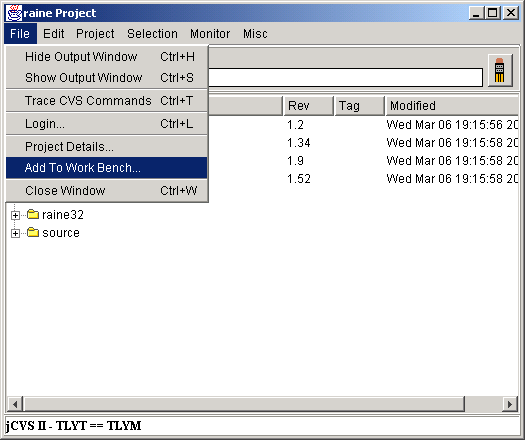 raine Project
File Edit Project Selection Monitor Misc
Hide Output Window Ctrl+H
Show Output Window Ctrl+S
Trace CVS Commands Ctrl+T
Login... Ctrl+L
Project Details...
Add To Work Bench...
Close Window Ctrl+W
Rev Tag Modified
1.2 Wed Mar 06 19:15:56 20
1.34 Wed Mar 06 19:15:58 20
1.9 Wed Mar 06 19:15:58 20
1.52 Wed Mar 06 19:15:58 20
raine32
source
jCVS II - TLYT == TLYM